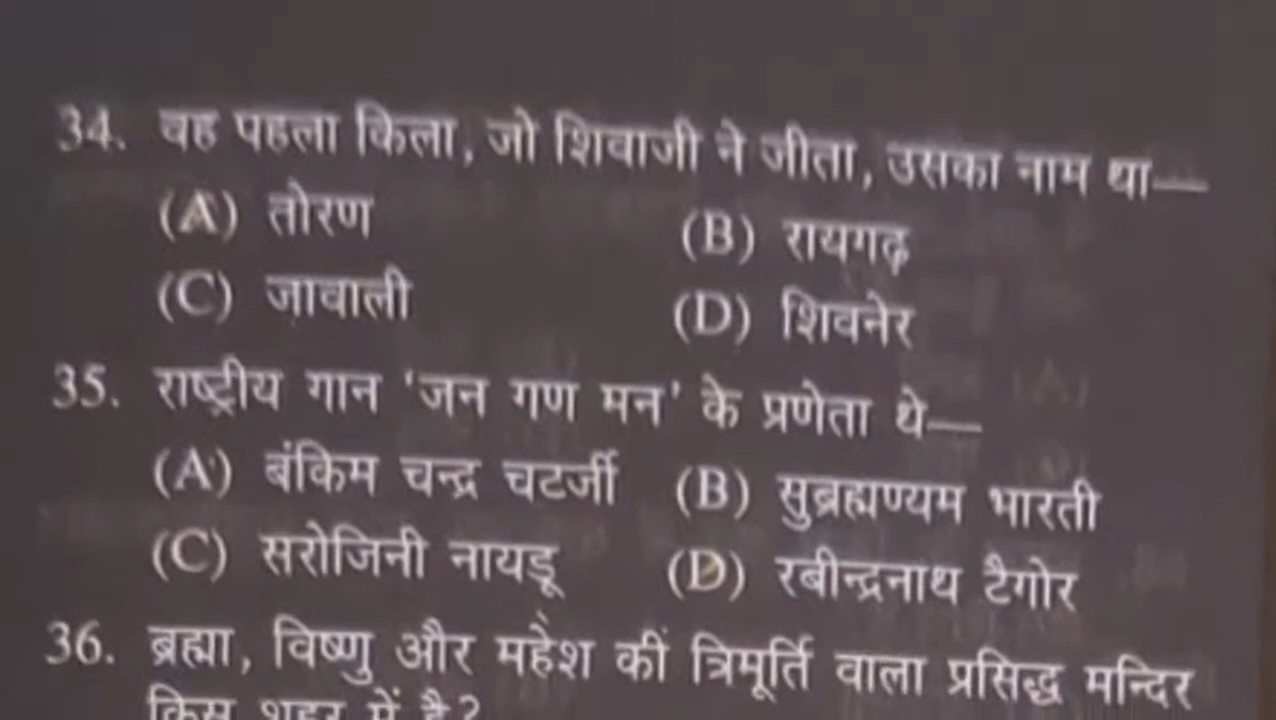 34. वह पहला किला, जो शिवाजी ने जीता, उसका नाम था—
(A) तोरण (B) रायगढ़
(C) जावाली (D) शिवनेर
35. राष्ट्रीय गान 'जन गण मन' के प्रणेता थे—
(A) बंकिम चन्द्र चटर्जी (B) सुब्रह्मण्यम भारती
(C) सरोजिनी नायडू (D) रबीन्द्रनाथ टैगोर
36. ब्रह्मा, विष्णु और महेश की त्रिमूर्ति वाला प्रसिद्ध मन्दिर
किस शहर में है?